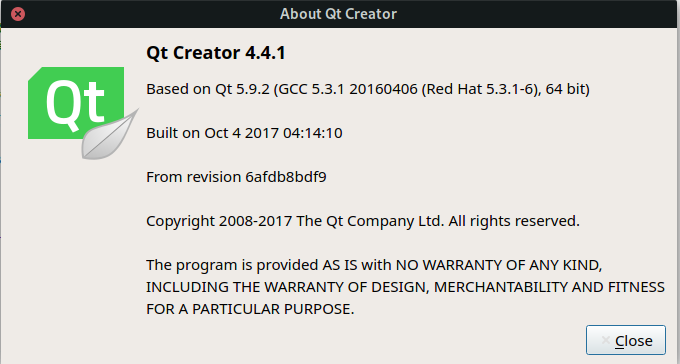 About Qt Creator
Qt Creator 4.4.1
Qt
Based on Qt 5.9.2 (GCC 5.3.1 20160406 (Red Hat 5.3.1-6), 64 bit)
Built on Oct 4 2017 04:14:10
From revision 6afdb8bdf9
Copyright 2008-2017 The Qt Company Ltd. All rights reserved.
The program is provided AS IS with NO WARRANTY OF ANY KIND,
INCLUDING THE WARRANTY OF DESIGN, MERCHANTABILITY AND FITNESS
FOR A PARTICULAR PURPOSE.
Close